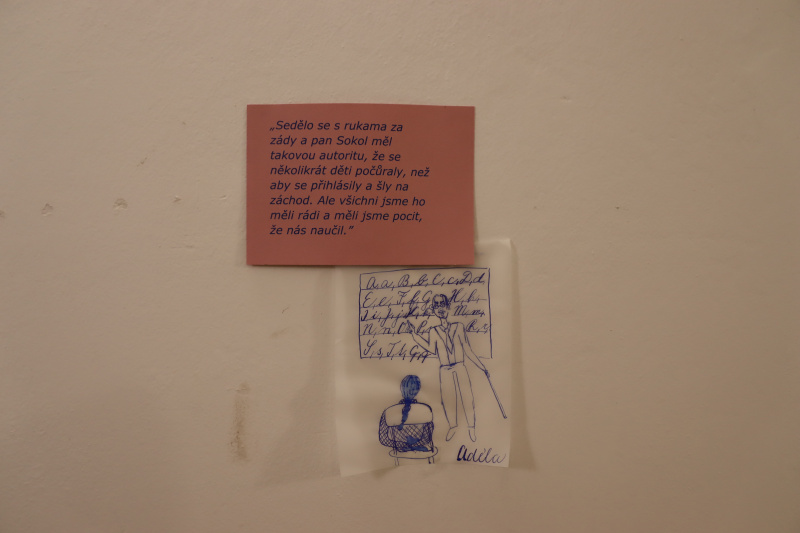 „Sedělo se s rukama za
zády a pan Sokol měl
takovou autoritu, že se
několikrát děti počůraly, než
aby se přihlásily a šly na
záchod. Ale všichni jsme ho
měli rádi a měli jsme pocit,
že nás naučil.“
A, a, B, b, C, c, D, d
E, e, F, f, G, H, h,
M, m,
N, n,
S, s, T, t,
Adéla